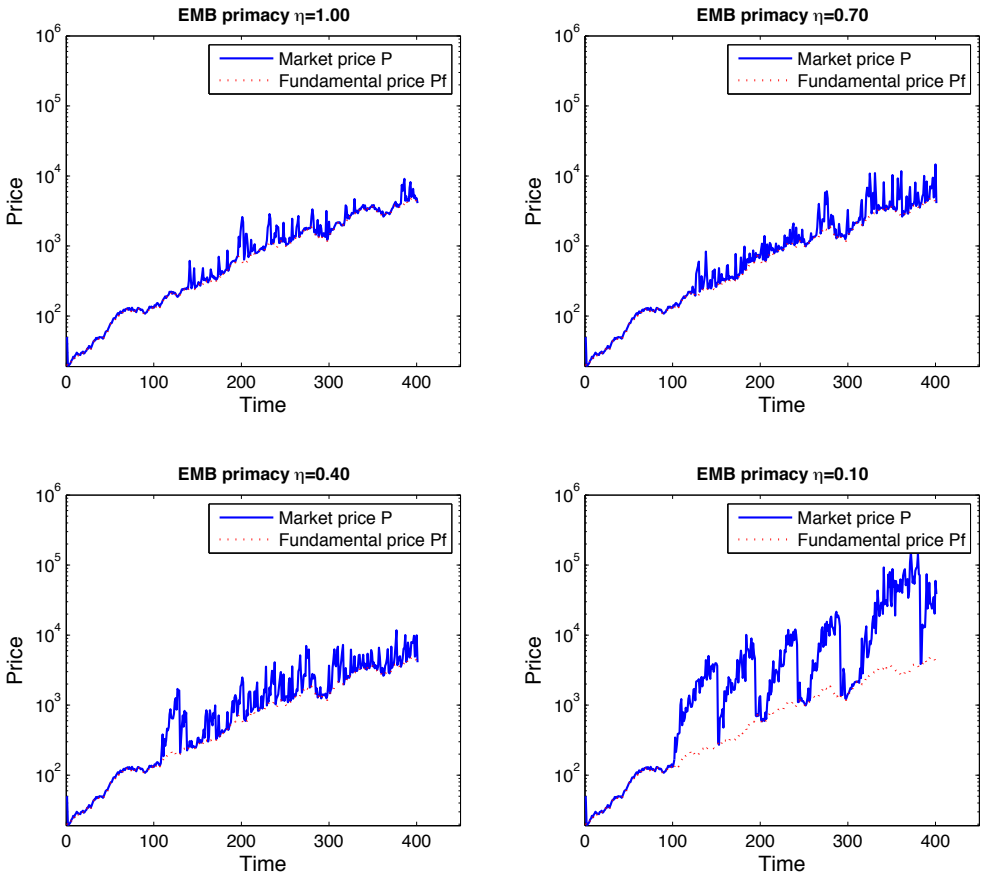 EMB primacy η=1.00
Market price P
Fundamental price Pf
Price
10^6
10^5
10^4
10^3
10^2
0
100
200
300
400
Time
EMB primacy η=0.70
Market price P
Fundamental price Pf
Price
10^6
10^5
10^4
10^3
10^2
0
100
200
300
400
Time
EMB primacy η=0.40
Market price P
Fundamental price Pf
Price
10^6
10^5
10^4
10^3
10^2
0
100
200
300
400
Time
EMB primacy η=0.10
Market price P
Fundamental price Pf
Price
10^6
10^5
10^4
10^3
10^2
0
100
200
300
400
Time